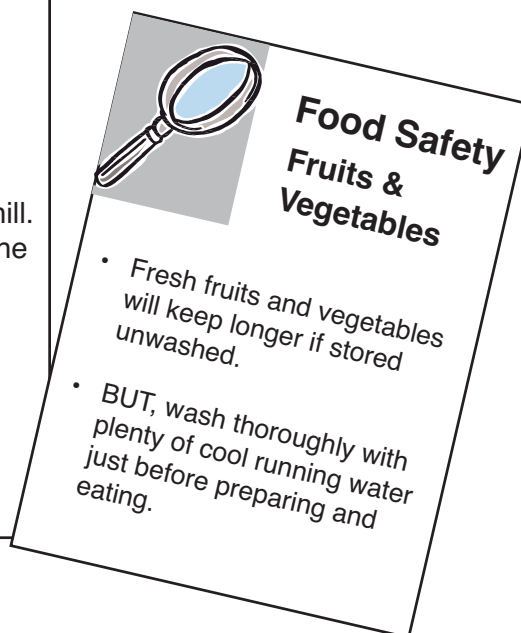 hill.
he
Food Safety
Fruits &
Vegetables
• Fresh fruits and vegetables
will keep longer if stored
unwashed.
• BUT, wash thoroughly with
plenty of cool running water
just before preparing and
eating.